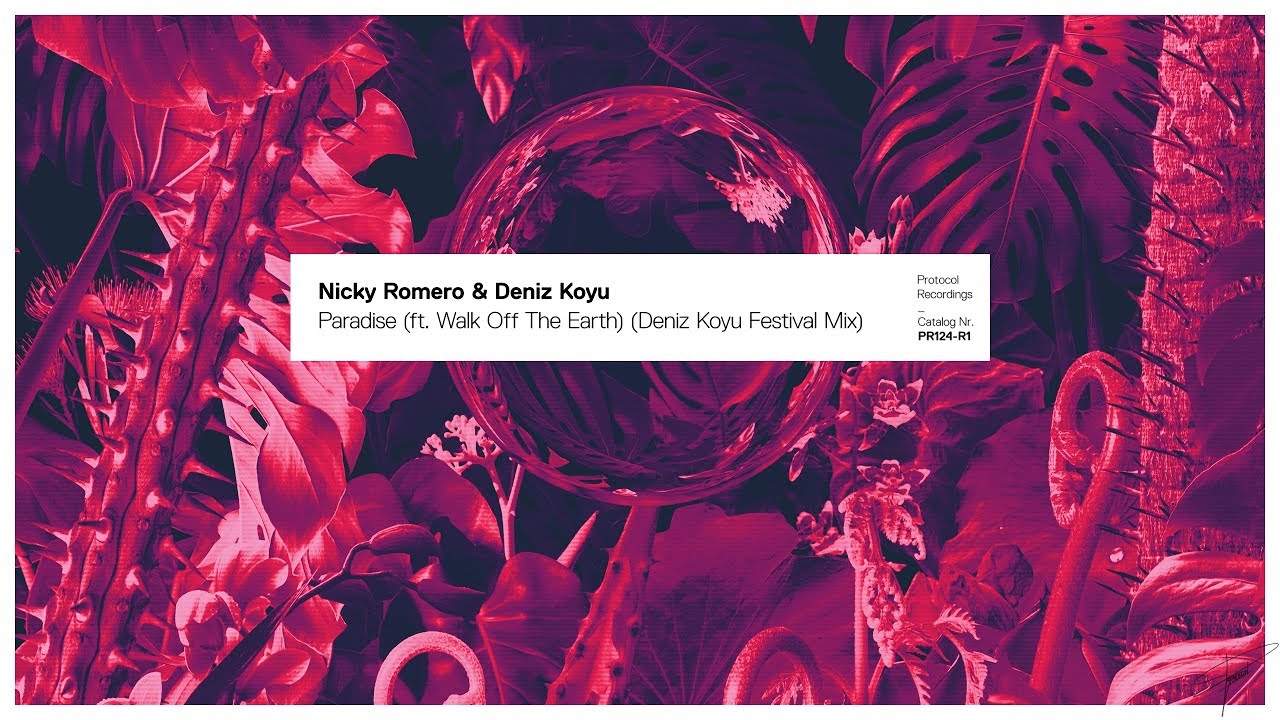 Nicky Romero & Deniz Koyu
Paradise (ft. Walk Off The Earth) (Deniz Koyu Festival Mix)
Protocol
Recordings
–
Catalog Nr.
PR124-R1